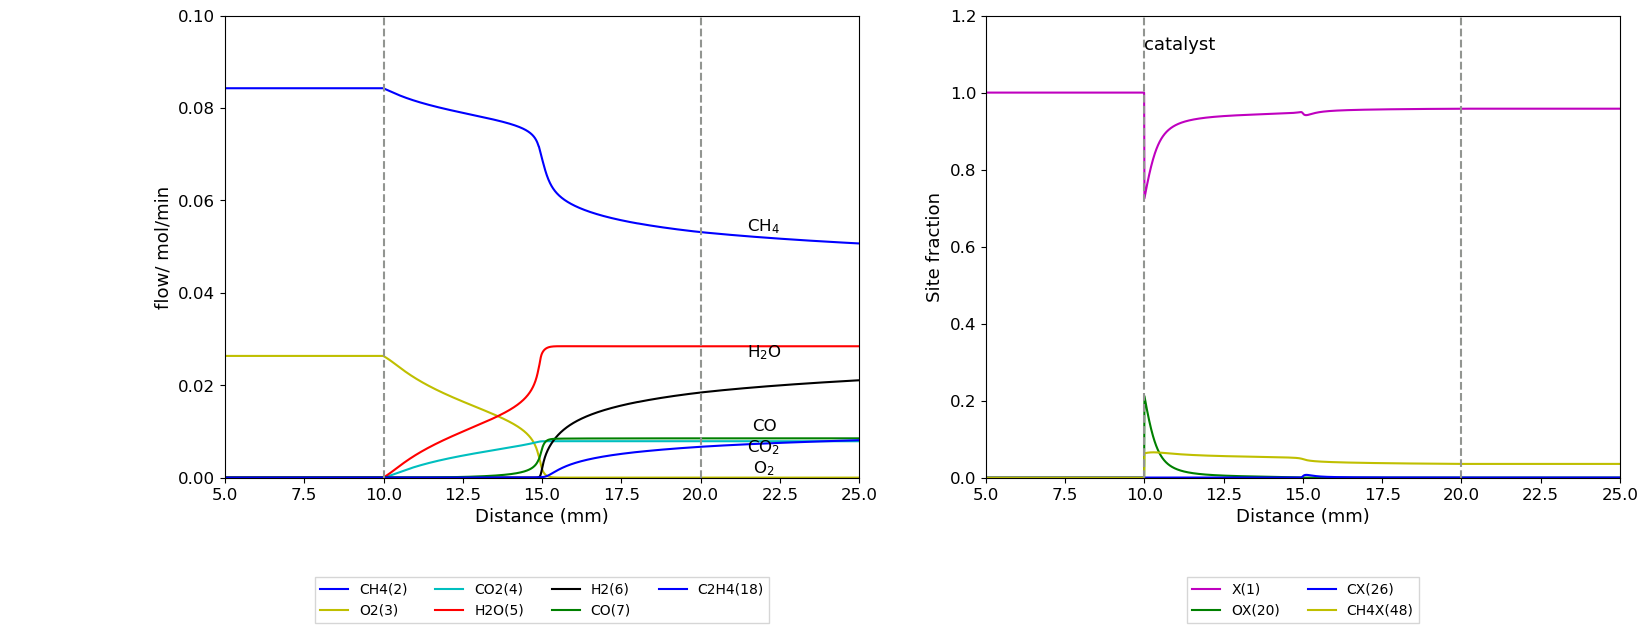 0.10
0.08
0.06
0.04
0.02
0.00
flow/ mol/min
CH4
H2O
CO
CO2
O2
5.0 7.5 10.0 12.5 15.0 17.5 20.0 22.5 25.0
Distance (mm)
CH4(2) CO2(4) H2(6) C2H4(18)
O2(3) H2O(5) CO(7)
1.2
1.0
0.8
0.6
0.4
0.2
0.0
Site fraction
catalyst
5.0 7.5 10.0 12.5 15.0 17.5 20.0 22.5 25.0
Distance (mm)
X(1) CX(26)
OX(20) CH4X(48)